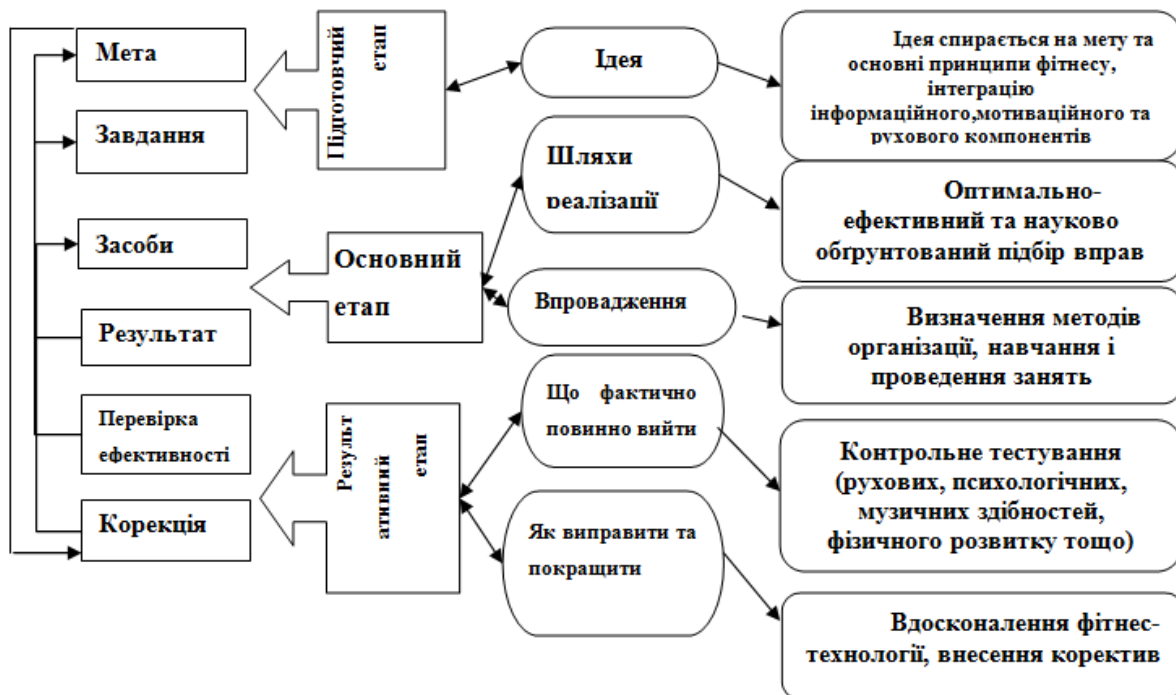 Мета
Завдання
Засоби
Результат
Перевірка
ефективності
Корекція
Підготовчий
етап
Основний
етап
Результ
ативний
етап
Ідея
Шляхи
реалізації
Впровадження
Що фактично
повинно вийти
Як виправити та
покращити
Ідея спирається на мету та
основні принципи фітнесу,
інтеграцію
інформаційного,мотиваційного та
рухового компонентів
Оптимально-
ефективний та науково
обґрунтований підбір вправ
Визначення методів
організації, навчання і
проведення занять
Контрольне тестування
(рухових, психологічних,
музичних здібностей,
фізичного розвитку тощо)
Вдосконалення фітнес-
технології, внесення коректив